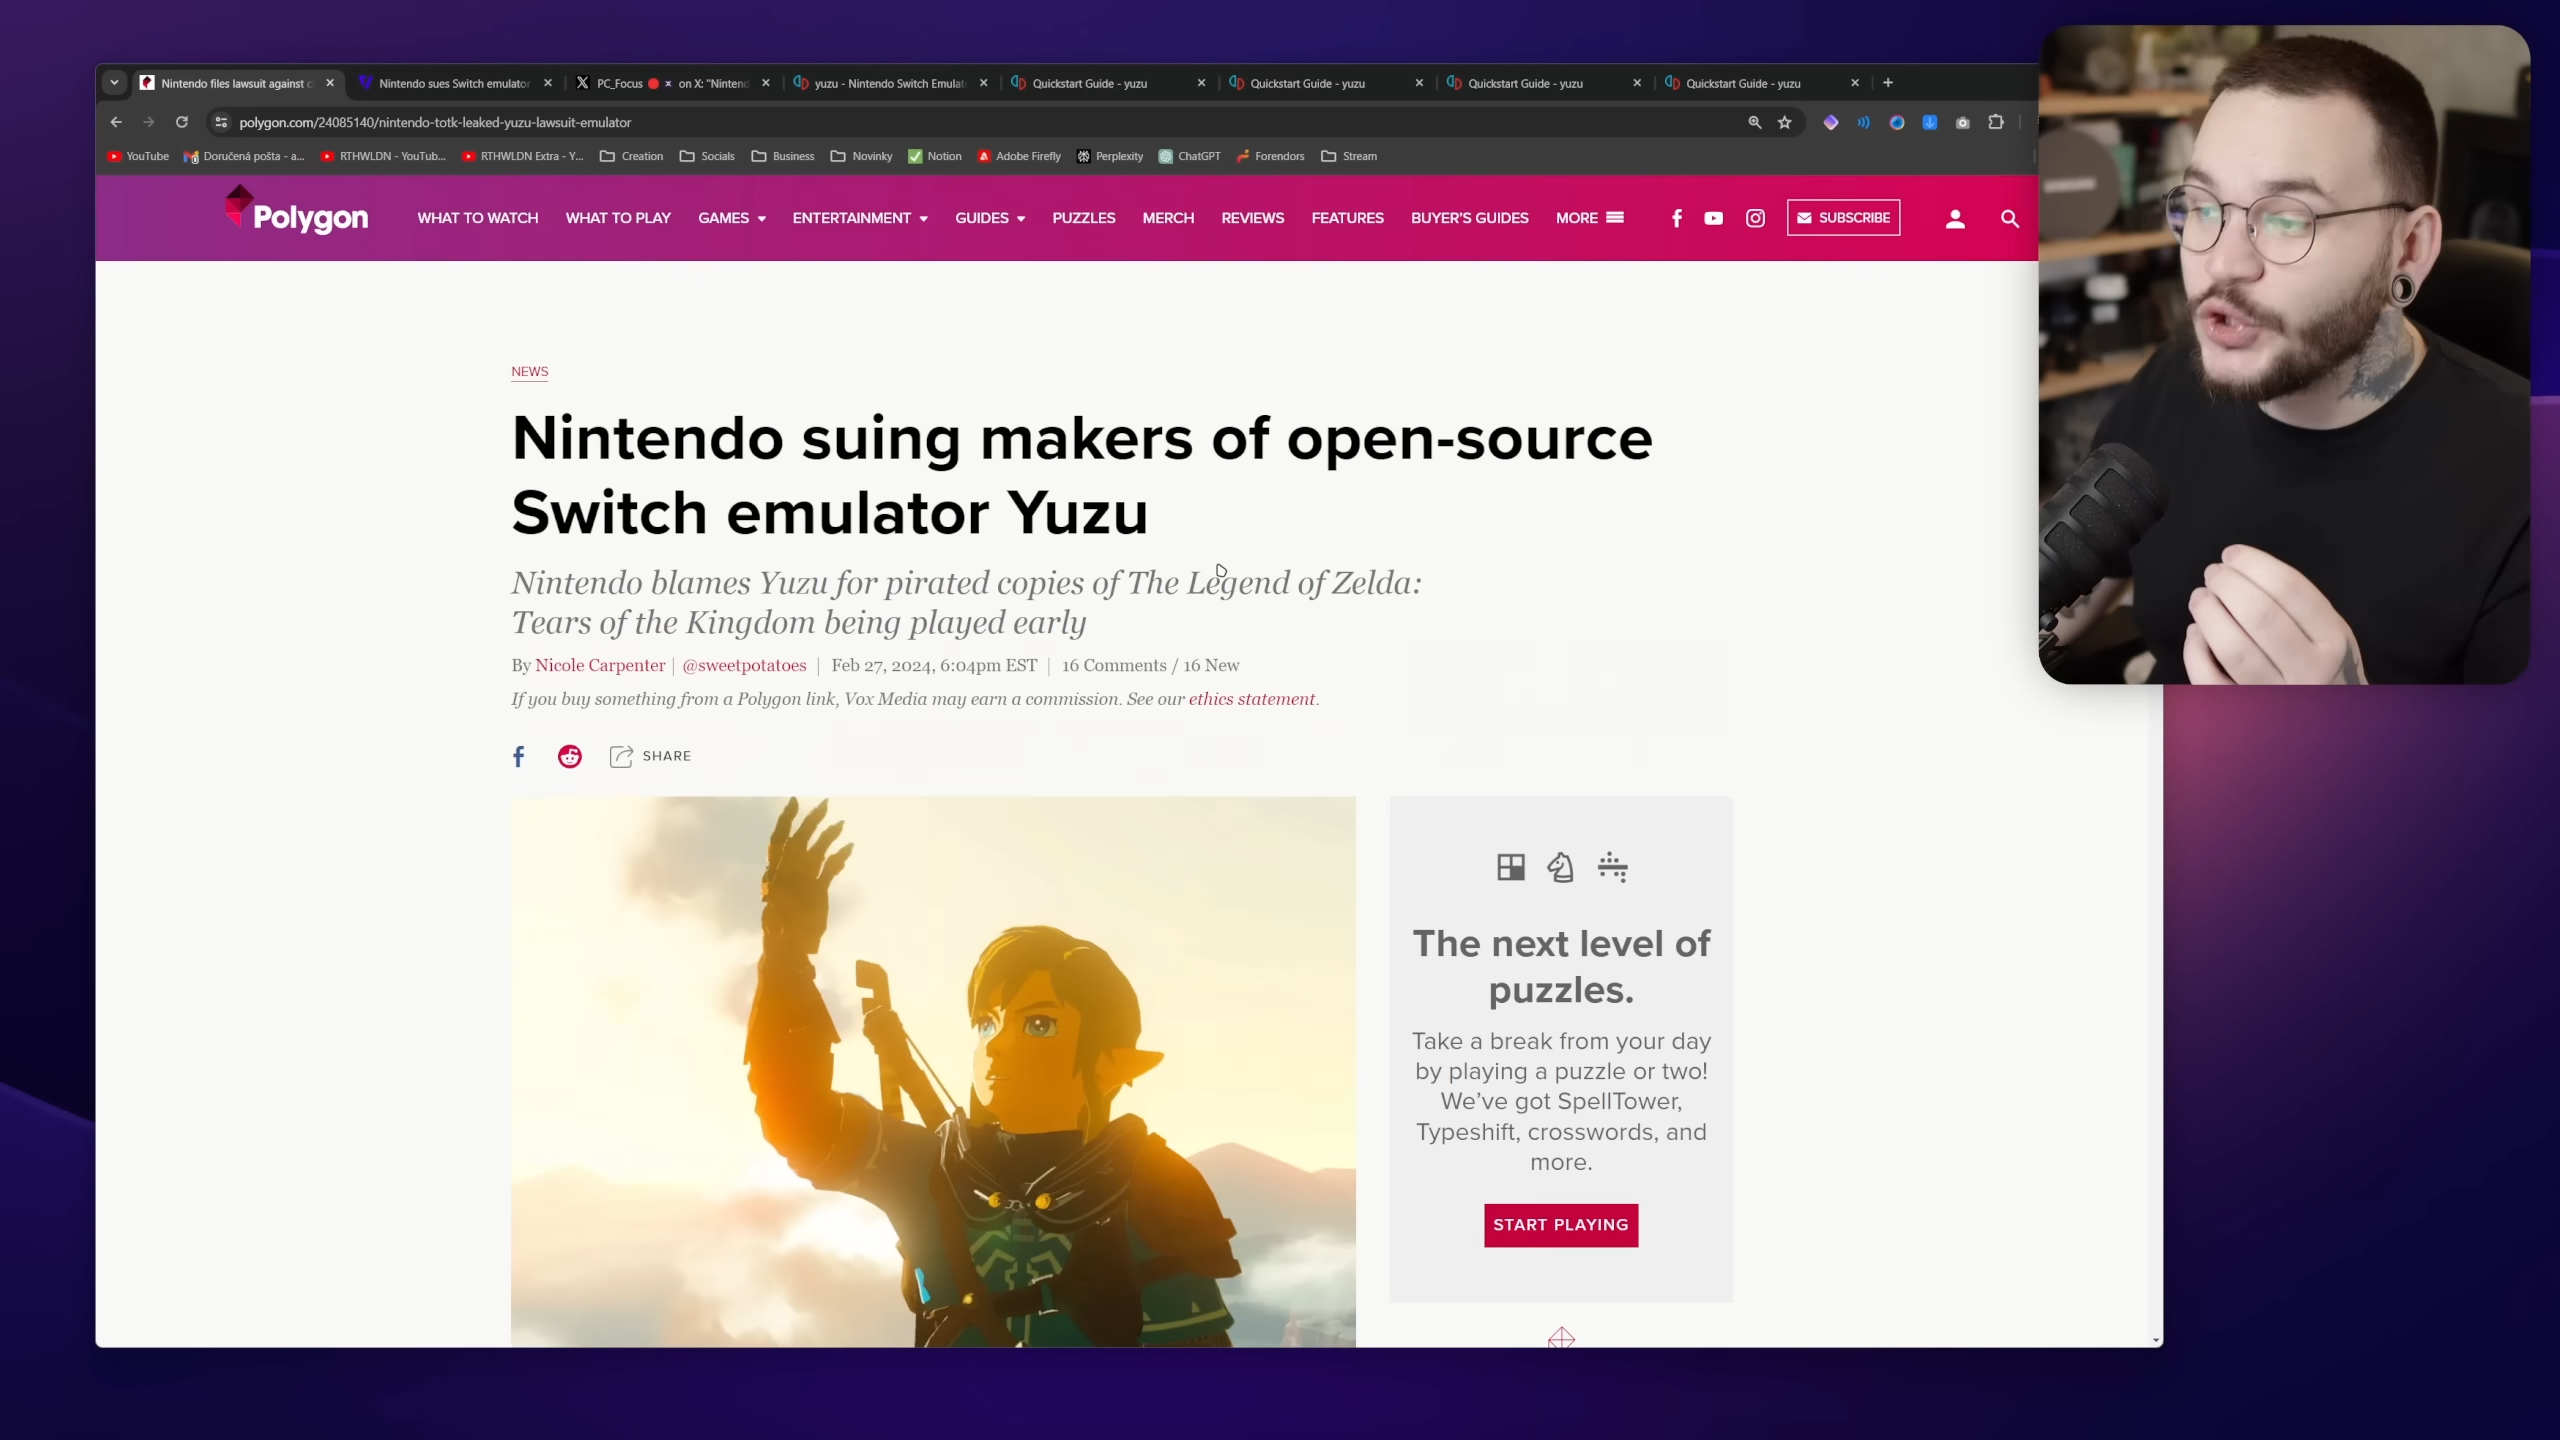 Nintendo files lawsuit against c
Nintendo sues Switch emulator
PC_Focus on X: "Nintend
yuzu - Nintendo Switch Emulat
Quickstart Guide - yuzu
Quickstart Guide - yuzu
Quickstart Guide - yuzu
Quickstart Guide - yuzu
polygon.com/24085140/nintendo-totk-leaked-yuzu-lawsuit-emulator
YouTube
Doručená pošta - a...
RTHWLDN - YouTub...
RTHWLDN Extra - Y...
Creation
Socials
Business
Novinky
Notion
Adobe Firefly
Perplexity
ChatGPT
Forendors
Stream
Polygon
WHAT TO WATCH
WHAT TO PLAY
GAMES
ENTERTAINMENT
GUIDES
PUZZLES
MERCH
REVIEWS
FEATURES
BUYER'S GUIDES
MORE
SUBSCRIBE
NEWS
Nintendo suing makers of open-source
Switch emulator Yuzu
Nintendo blames Yuzu for pirated copies of The Legend of Zelda:
Tears of the Kingdom being played early
By Nicole Carpenter | @sweetpotatoes | Feb 27, 2024, 6:04pm EST | 16 Comments / 16 New
If you buy something from a Polygon link, Vox Media may earn a commission. See our ethics statement.
SHARE
The next level of
puzzles.
Take a break from your day
by playing a puzzle or two!
We've got SpellTower,
Typeshift, crosswords, and
more.
START PLAYING